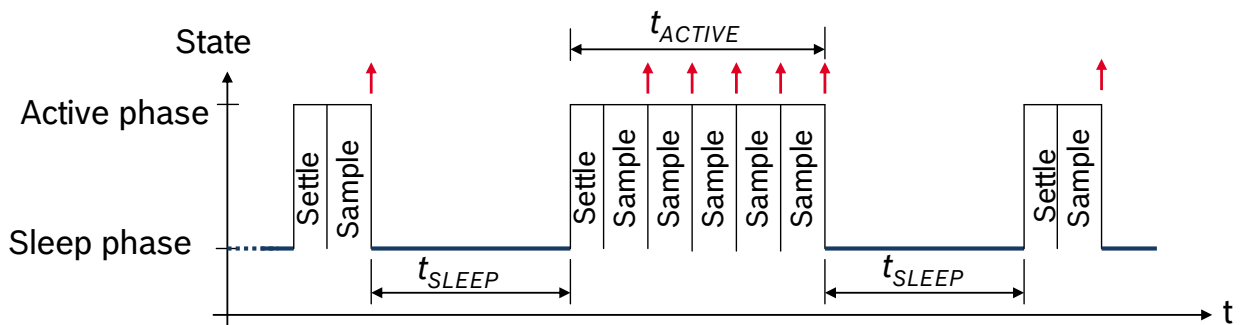 t_ACTIVE
State
Active phase
Settle
Sample
Settle
Sample
Sample
Sample
Sample
Sample
Settle
Sample
Sleep phase
t_SLEEP
t_SLEEP
t